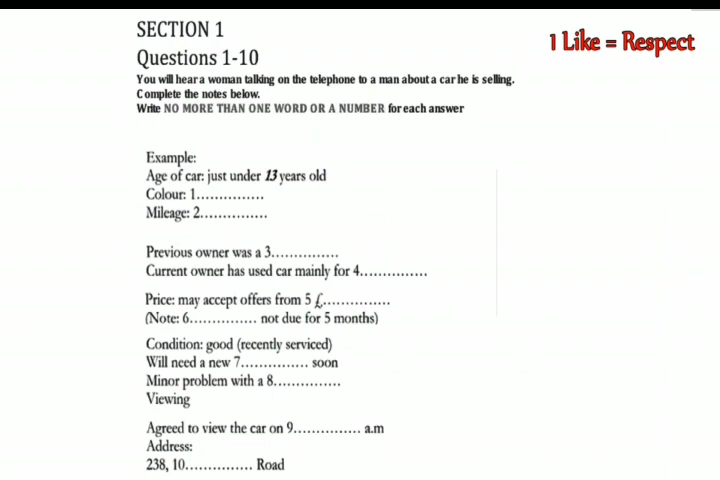 SECTION 1
1 Like = Respect
Questions 1-10
You will hear a woman talking on the telephone to a man about a car he is selling.
Complete the notes below.
Write NO MORE THAN ONE WORD OR A NUMBER for each answer
Example:
Age of car: just under 13 years old
Colour: 1...............
Mileage: 2...............
Previous owner was a 3...............
Current owner has used car mainly for 4...............
Price: may accept offers from 5 £...............
(Note: 6............... not due for 5 months)
Condition: good (recently serviced)
Will need a new 7............... soon
Minor problem with a 8...............
Viewing
Agreed to view the car on 9............... a.m
Address:
238, 10............... Road